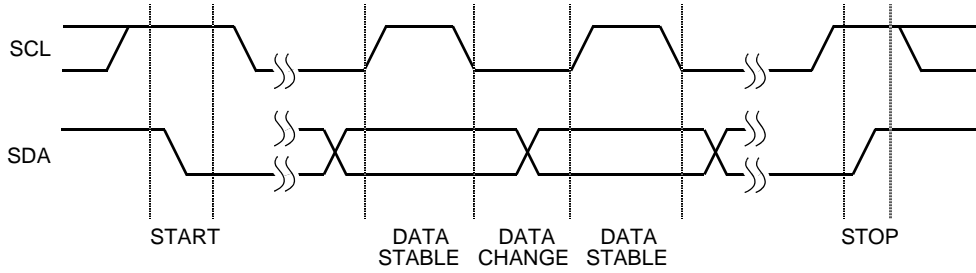 SCL
SDA
START
DATA
STABLE
DATA
CHANGE
DATA
STABLE
STOP